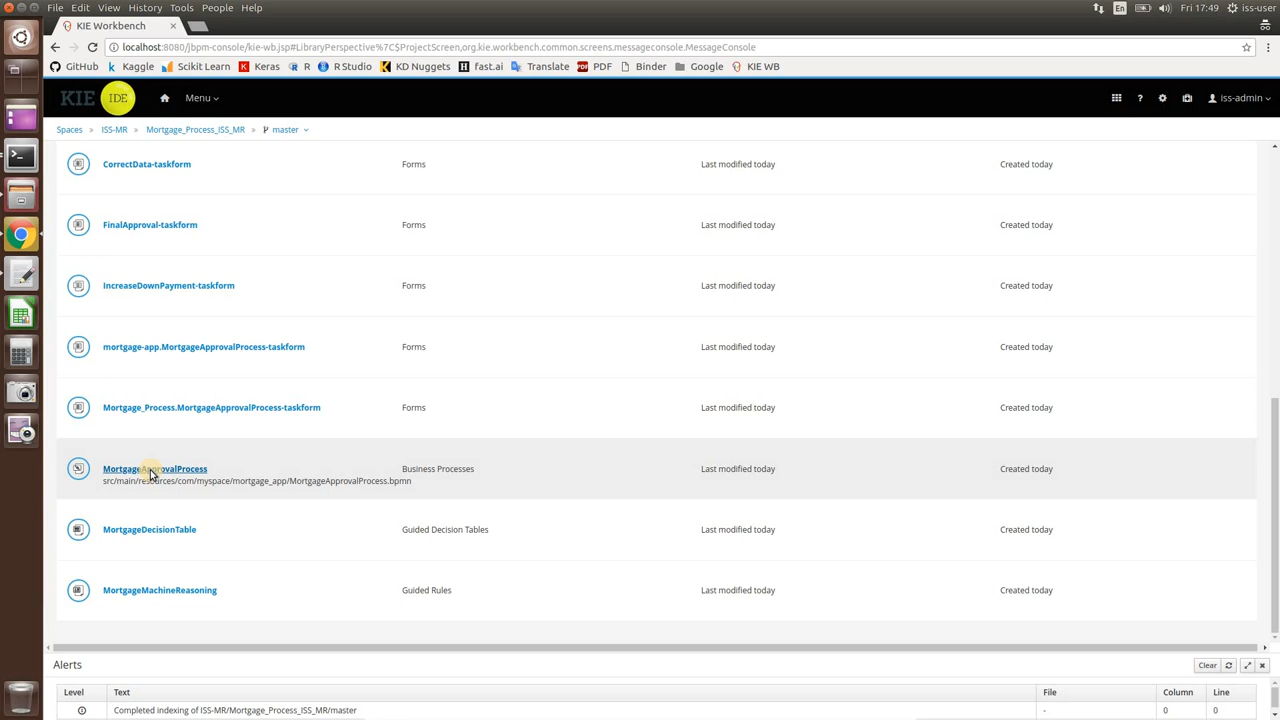 File Edit View History Tools People Help
En Fri 17:49 iss-user
KIE Workbench
localhost:8080/jbpm-console/kie-wb.jsp#LibraryPerspective%7C$ProjectScreen,org.kie.workbench.common.screens.messageconsole.MessageConsole
GitHub Kaggle Scikit Learn Keras R R Studio KD Nuggets fast.ai Translate PDF Binder Google KIE WB
KIE IDE Menu iss-admin
Spaces » ISS-MR » Mortgage_Process_ISS_MR » master
CorrectData-taskform Forms Last modified today Created today
FinalApproval-taskform Forms Last modified today Created today
IncreaseDownPayment-taskform Forms Last modified today Created today
mortgage-app.MortgageApprovalProcess-taskform Forms Last modified today Created today
Mortgage_Process.MortgageApprovalProcess-taskform Forms Last modified today Created today
MortgageApprovalProcess Business Processes Last modified today Created today
src/main/resources/com/myspace/mortgage_app/MortgageApprovalProcess.bpmn
MortgageDecisionTable Guided Decision Tables Last modified today Created today
MortgageMachineReasoning Guided Rules Last modified today Created today
Alerts Clear
Level Text File Column Line
Completed indexing of ISS-MR/Mortgage_Process_ISS_MR/master - 0 0